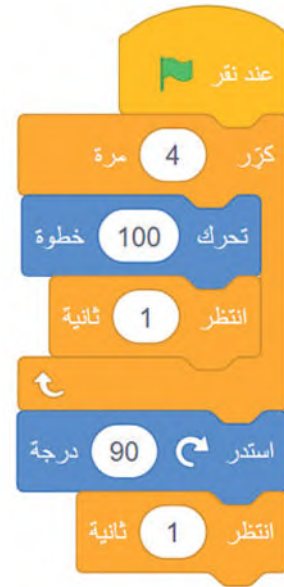 عند نقر
كرّر 4 مرة
تحرك 100 خطوة
انتظر 1 ثانية
استدر 90 درجة
انتظر 1 ثانية